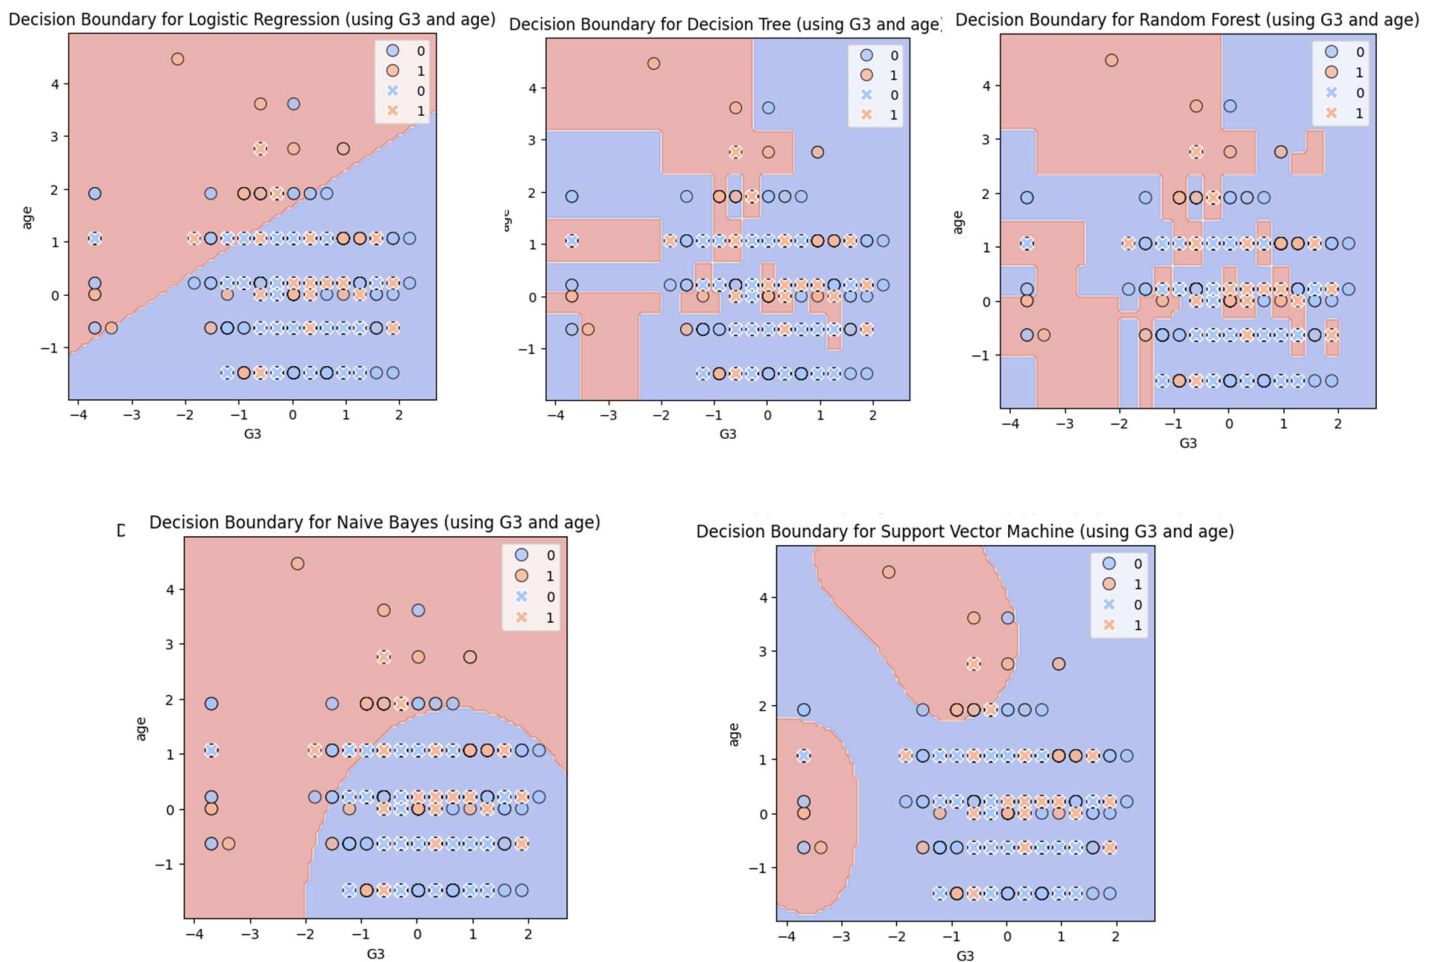 Decision Boundary for Logistic Regression (using G3 and age)
0
1
0
1
4
3
2
1
0
−1
age
−4 −3 −2 −1 0 1 2
G3
Decision Boundary for Decision Tree (using G3 and age)
0
1
0
1
4
3
2
1
0
−1
age
−4 −3 −2 −1 0 1 2
G3
Decision Boundary for Random Forest (using G3 and age)
0
1
0
1
4
3
2
1
0
−1
age
−4 −3 −2 −1 0 1 2
G3
D
Decision Boundary for Naive Bayes (using G3 and age)
0
1
0
1
4
3
2
1
0
−1
age
−4 −3 −2 −1 0 1 2
G3
Decision Boundary for Support Vector Machine (using G3 and age)
0
1
0
1
4
3
2
1
0
−1
age
−4 −3 −2 −1 0 1 2
G3